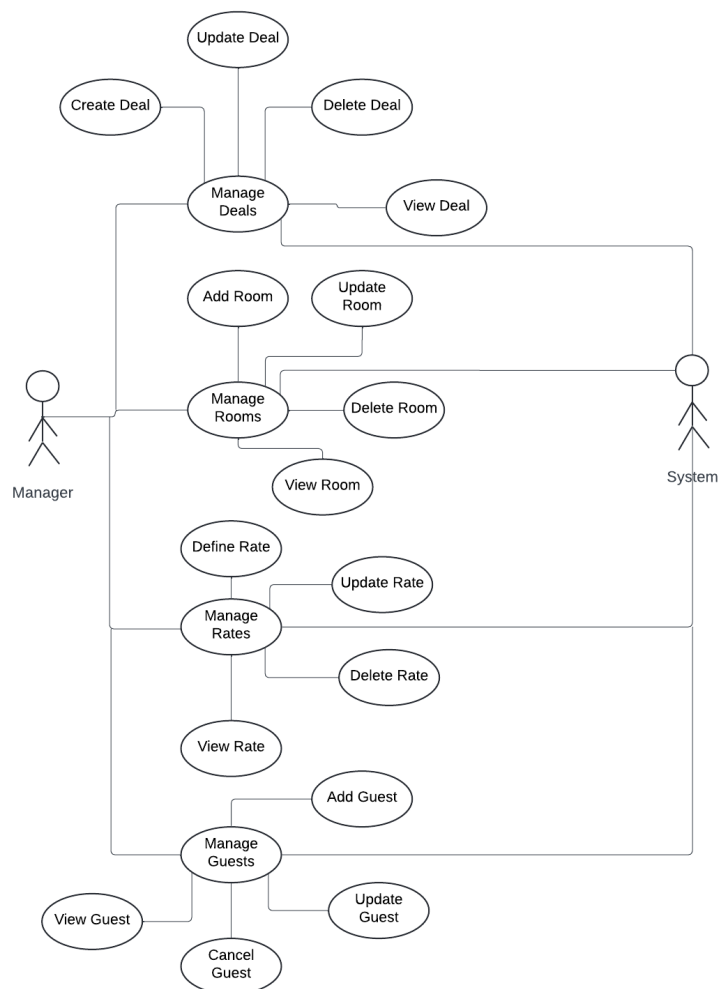 Update Deal
Create Deal
Delete Deal
Manage
Deals
View Deal
Add Room
Update
Room
Manage
Rooms
Delete Room
View Room
Manager
System
Define Rate
Update Rate
Manage
Rates
Delete Rate
View Rate
Add Guest
Manage
Guests
View Guest
Update
Guest
Cancel
Guest